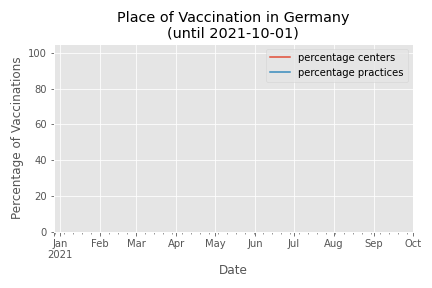 Place of Vaccination in Germany
(until 2021-10-01)
percentage centers
percentage practices
Percentage of Vaccinations
100
80
60
40
20
0
Jan Feb Mar Apr May Jun Jul Aug Sep Oct
2021
Date